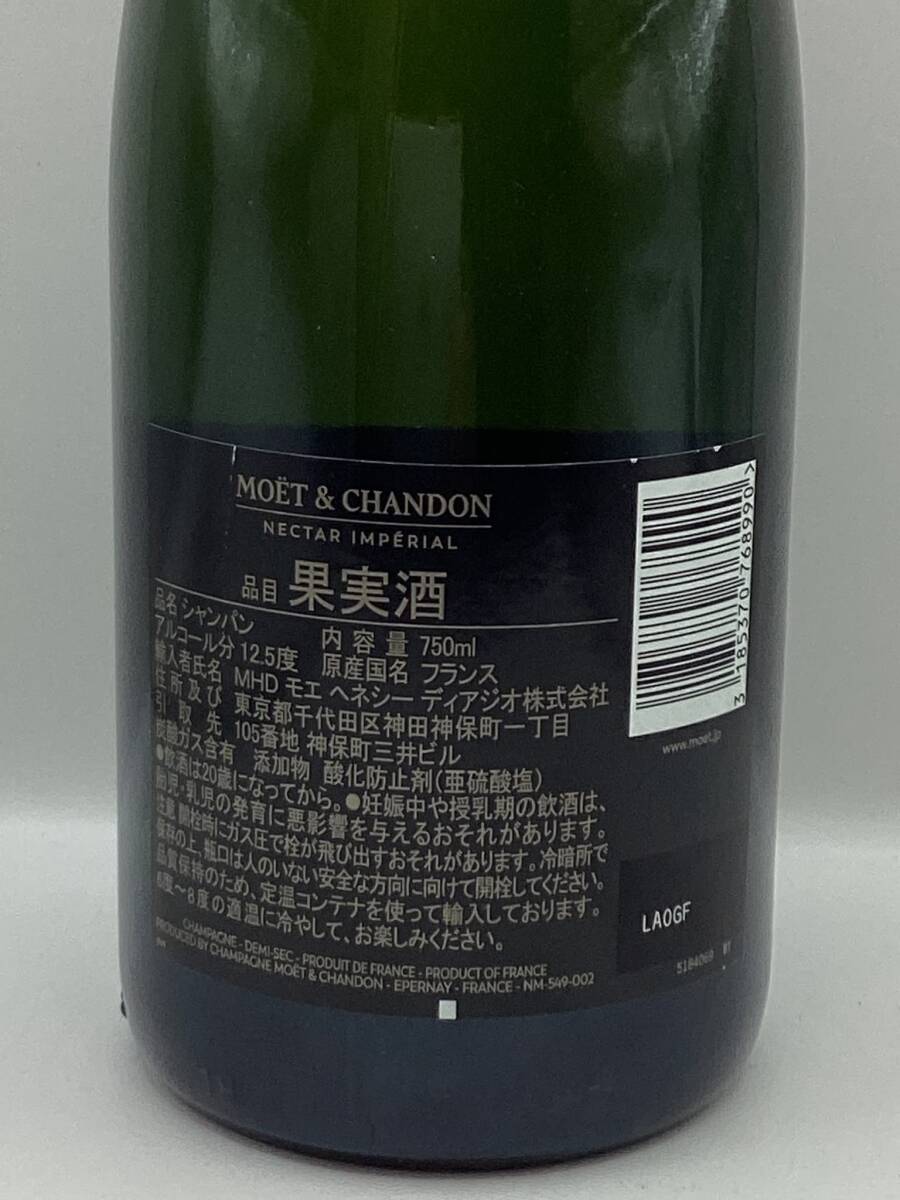 MOËT & CHANDON
NECTAR IMPÉRIAL
品目 果実酒
品名 シャンパン 内容量 750ml
アルコール分 12.5度 原産国名 フランス
輸入者氏名 MHD モエ ヘネシー ディアジオ株式会社
住所及び 東京都千代田区神田神保町一丁目
引取先 105番地 神保町三井ビル
炭酸ガス含有 添加物 酸化防止剤(亜硫酸塩)
●飲酒は20歳になってから。●妊娠中や授乳期の飲酒は、
胎児・乳児の発育に悪影響を与えるおそれがあります。
注意 開栓時にガス圧で栓が飛び出すおそれがあります。冷暗所で
保存の上、瓶口は人のいない安全な方向に向けて開栓してください。
品質保持のため、定温コンテナを使って輸入しております。
6度〜8度の適温に冷やして、お楽しみください。
CHAMPAGNE - DEMI-SEC - PRODUIT DE FRANCE - PRODUCT OF FRANCE
PRODUCED BY CHAMPAGNE MOËT & CHANDON - EPERNAY - FRANCE - NM-549-002
3 185370 768990 >
www.moet.jp
LA0GF
5184069